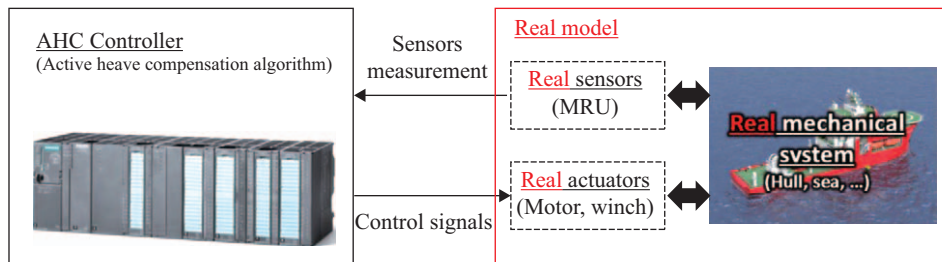 AHC Controller
(Active heave compensation algorithm)
Sensors
measurement
Control signals
Real model
Real sensors
(MRU)
Real actuators
(Motor, winch)
Real mechanical
system
(Hull, sea, ...)